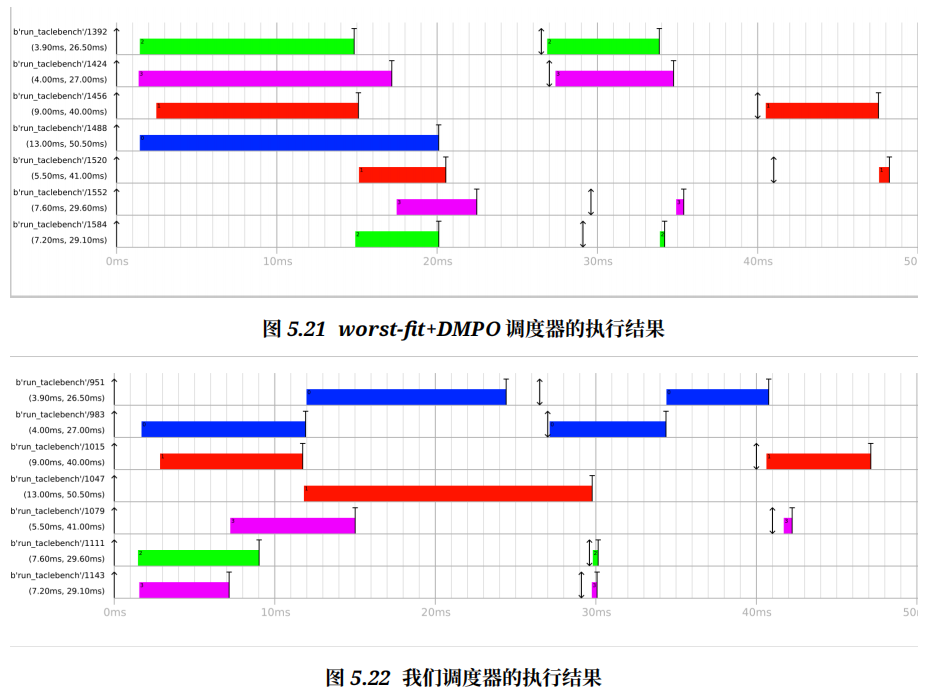 b'run_taclebench'/1392
(3.90ms, 26.50ms)
b'run_taclebench'/1424
(4.00ms, 27.00ms)
b'run_taclebench'/1456
(9.00ms, 40.00ms)
b'run_taclebench'/1488
(13.00ms, 50.50ms)
b'run_taclebench'/1520
(5.50ms, 41.00ms)
b'run_taclebench'/1552
(7.60ms, 29.60ms)
b'run_taclebench'/1584
(7.20ms, 29.10ms)
0ms 10ms 20ms 30ms 40ms 50
图 5.21 worst-fit+DMPO 调度器的执行结果
b'run_taclebench'/951
(3.90ms, 26.50ms)
b'run_taclebench'/983
(4.00ms, 27.00ms)
b'run_taclebench'/1015
(9.00ms, 40.00ms)
b'run_taclebench'/1047
(13.00ms, 50.50ms)
b'run_taclebench'/1079
(5.50ms, 41.00ms)
b'run_taclebench'/1111
(7.60ms, 29.60ms)
b'run_taclebench'/1143
(7.20ms, 29.10ms)
0ms 10ms 20ms 30ms 40ms 50
图 5.22 我们调度器的执行结果